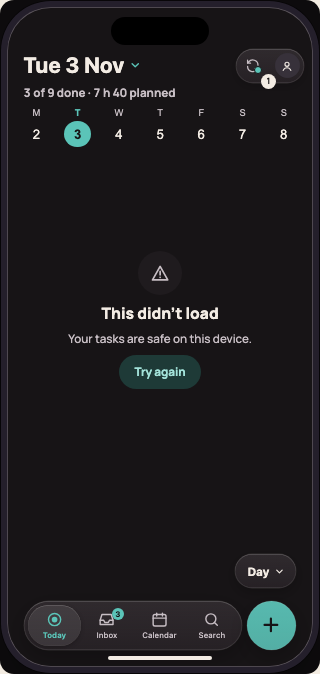 Tue 3 Nov
1
3 of 9 done · 7 h 40 planned
M T W T F S S
2 3 4 5 6 7 8
This didn't load
Your tasks are safe on this device.
Try again
Day
3
Today Inbox Calendar Search